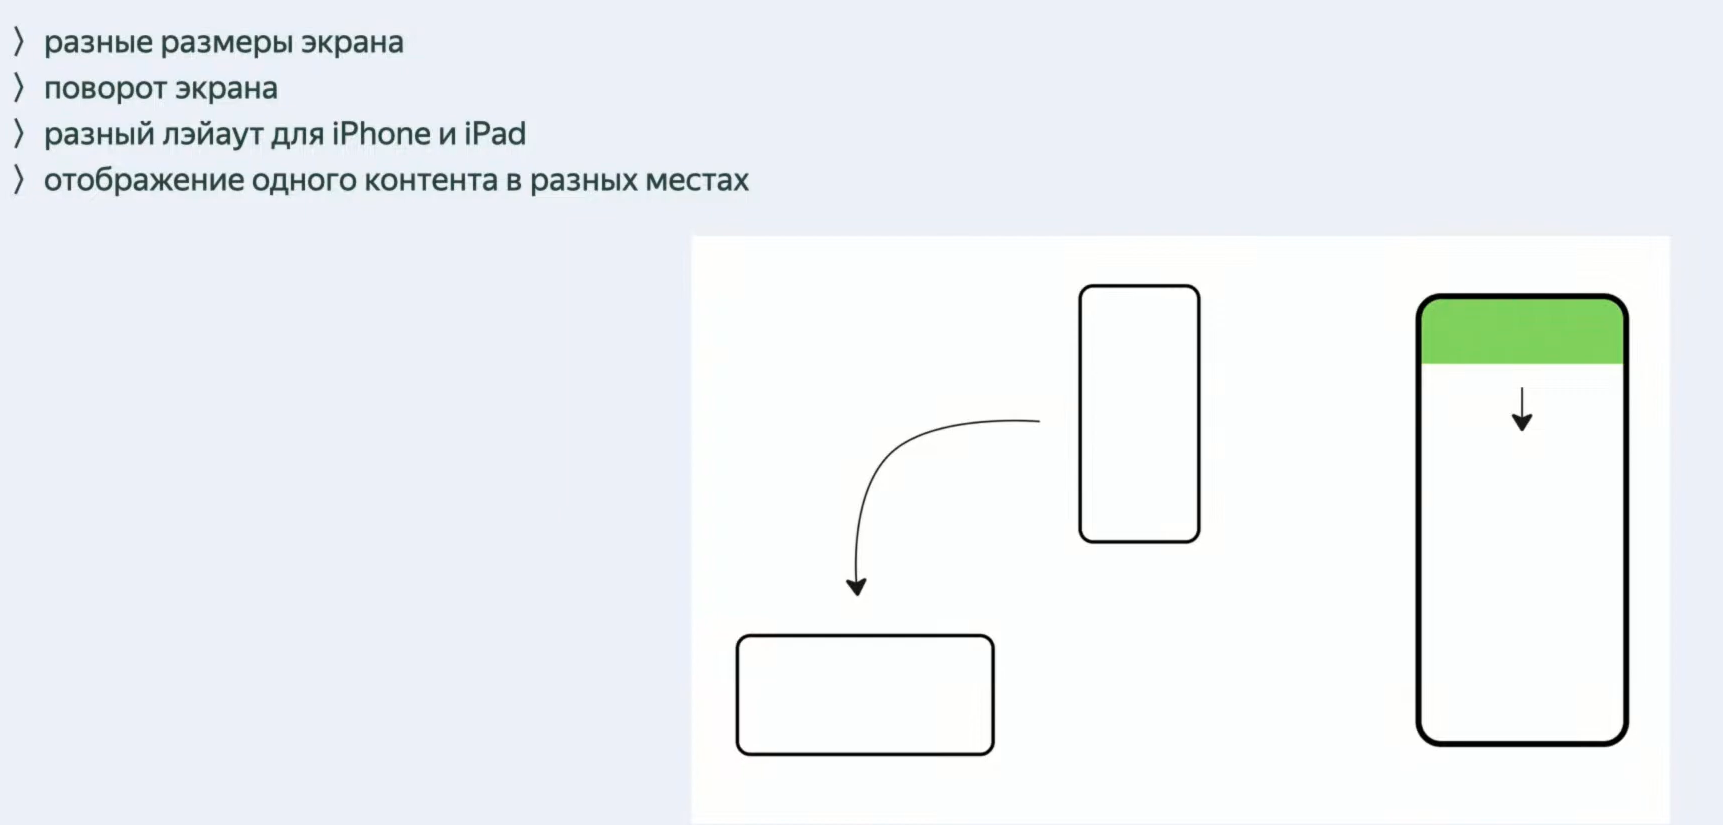 〉 разные размеры экрана
〉 поворот экрана
〉 разный лэйаут для iPhone и iPad
〉 отображение одного контента в разных местах